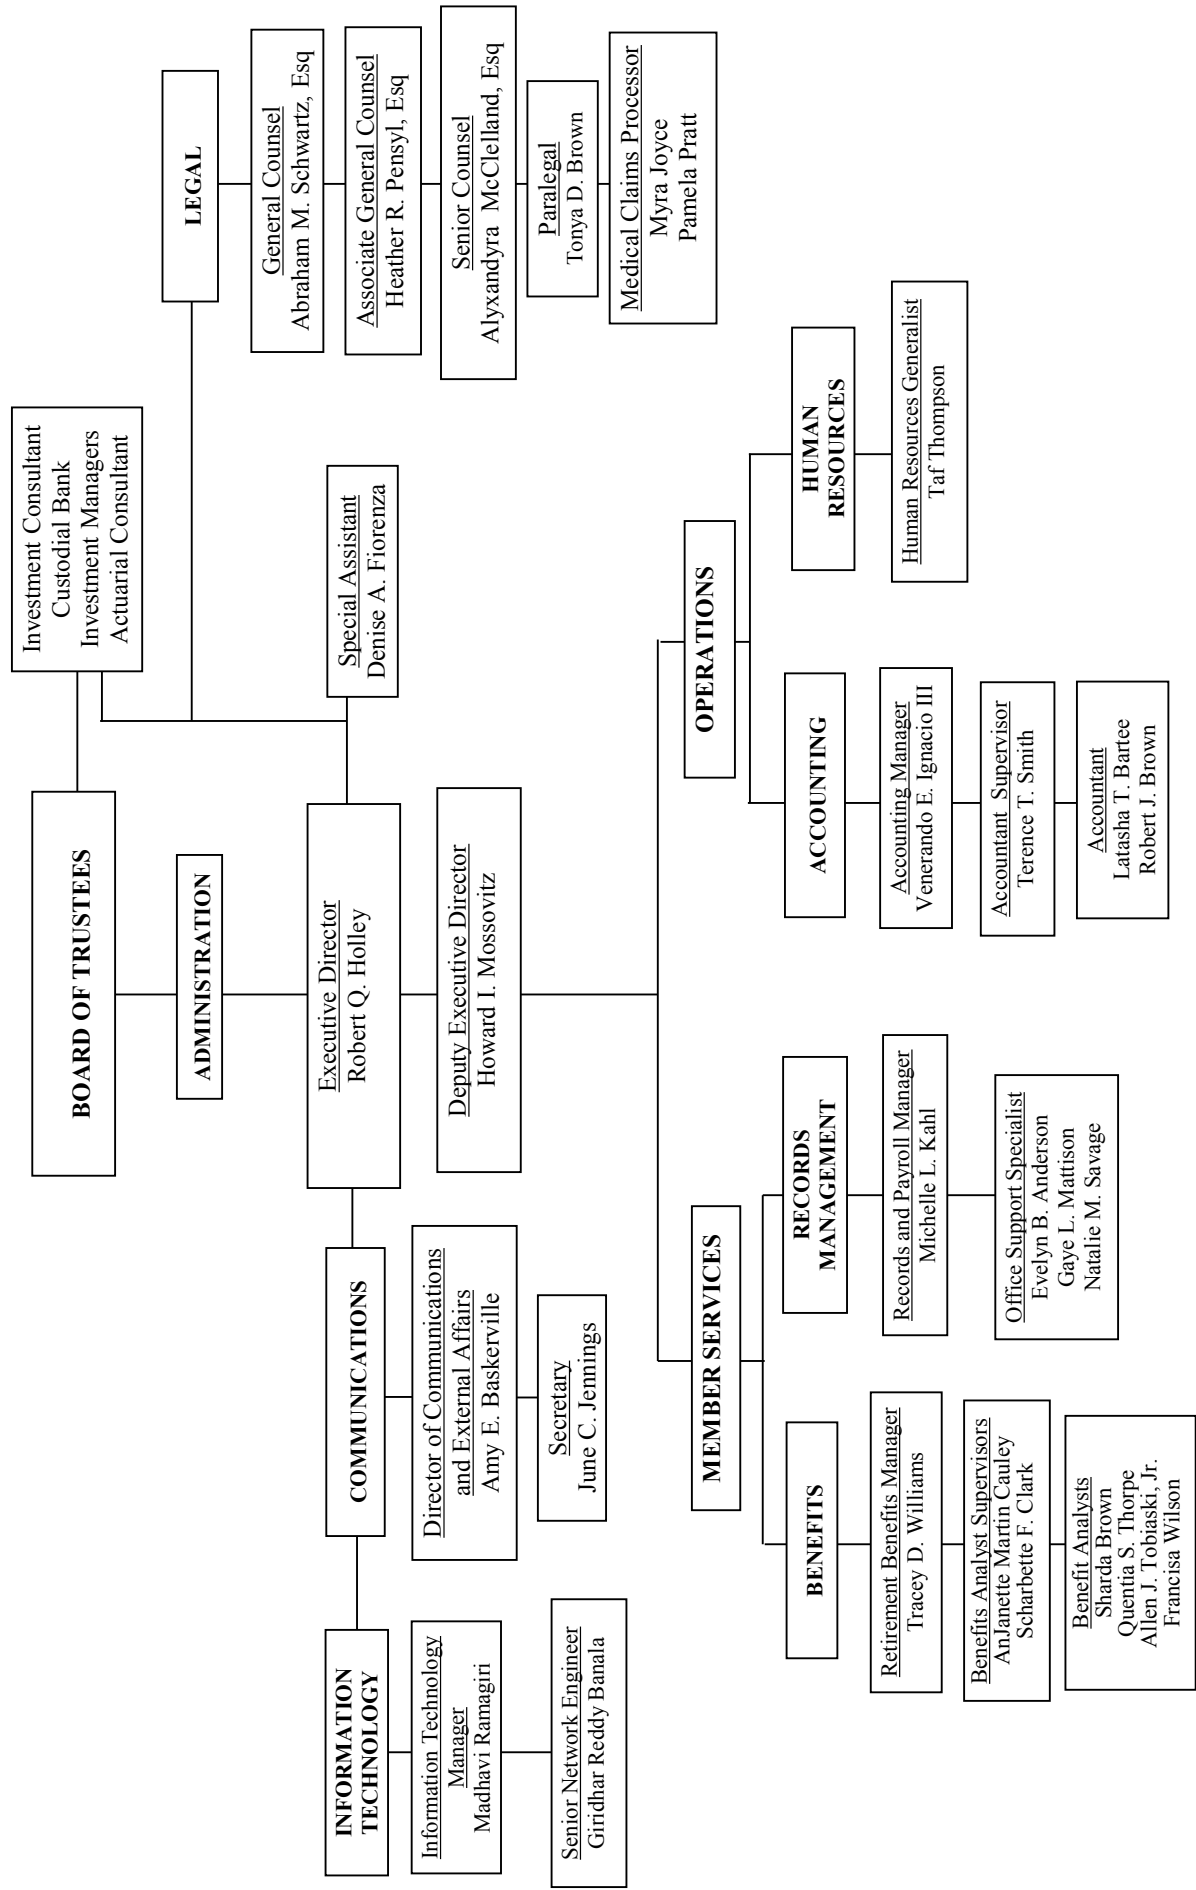 BOARD OF TRUSTEES
Investment Consultant
Custodial Bank
Investment Managers
Actuarial Consultant
ADMINISTRATION
LEGAL
General Counsel
Abraham M. Schwartz, Esq
Associate General Counsel
Heather R. Pensyl, Esq
Senior Counsel
Alyxandyra McClelland, Esq
Paralegal
Tonya D. Brown
Medical Claims Processor
Myra Joyce
Pamela Pratt
Executive Director
Robert Q. Holley
Special Assistant
Denise A. Fiorenza
Deputy Executive Director
Howard I. Mossovitz
INFORMATION
TECHNOLOGY
Information Technology
Manager
Madhavi Ramagiri
Senior Network Engineer
Giridhar Reddy Banala
COMMUNICATIONS
Director of Communications
and External Affairs
Amy E. Baskerville
Secretary
June C. Jennings
MEMBER SERVICES
BENEFITS
Retirement Benefits Manager
Tracey D. Williams
Benefits Analyst Supervisors
AnJanette Martin Cauley
Scharbette F. Clark
Benefit Analysts
Sharda Brown
Quentia S. Thorpe
Allen J. Tobiaski, Jr.
Francisa Wilson
RECORDS
MANAGEMENT
Records and Payroll Manager
Michelle L. Kahl
Office Support Specialist
Evelyn B. Anderson
Gaye L. Mattison
Natalie M. Savage
OPERATIONS
ACCOUNTING
Accounting Manager
Venerando E. Ignacio III
Accountant Supervisor
Terence T. Smith
Accountant
Latasha T. Bartee
Robert J. Brown
HUMAN
RESOURCES
Human Resources Generalist
Taf Thompson